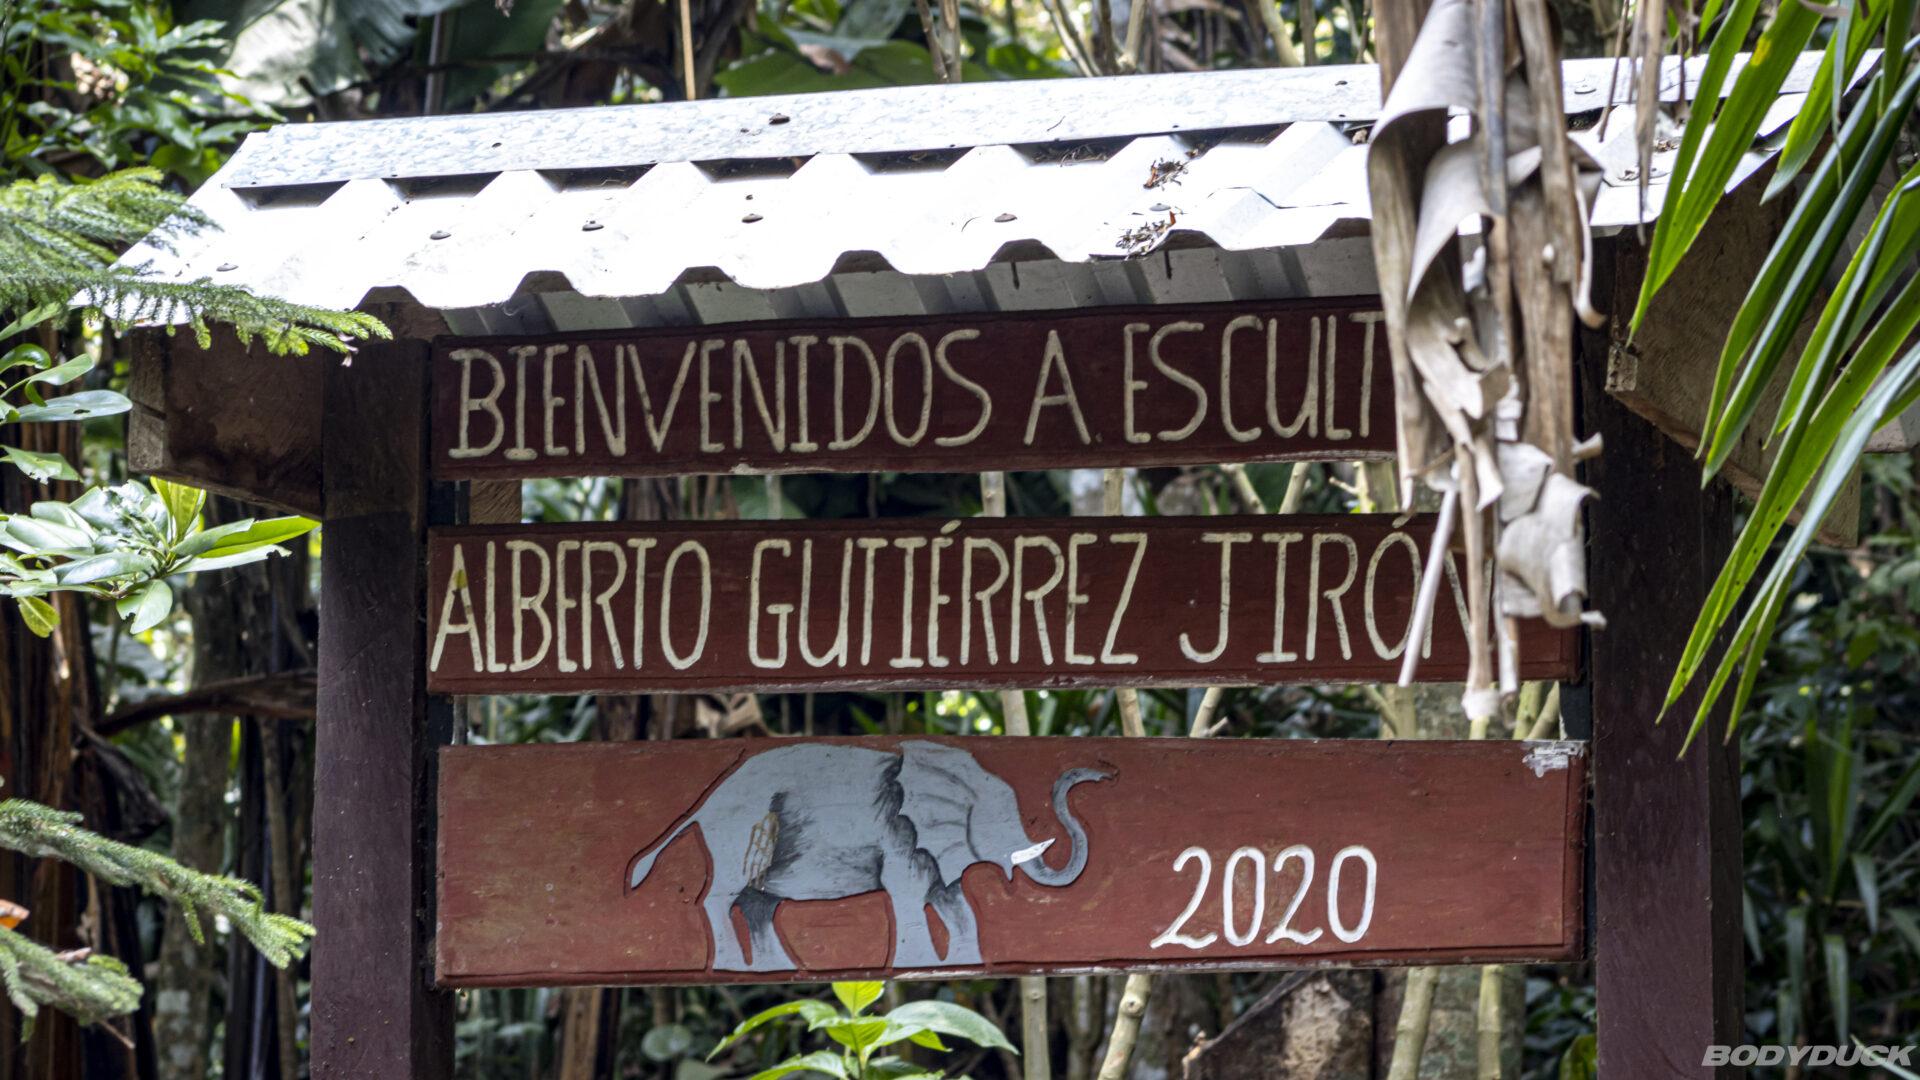 BIENVENIDOS A ESCULT
ALBERTO GUTIÉRREZ JIRÓN
2020
BODYDUCK